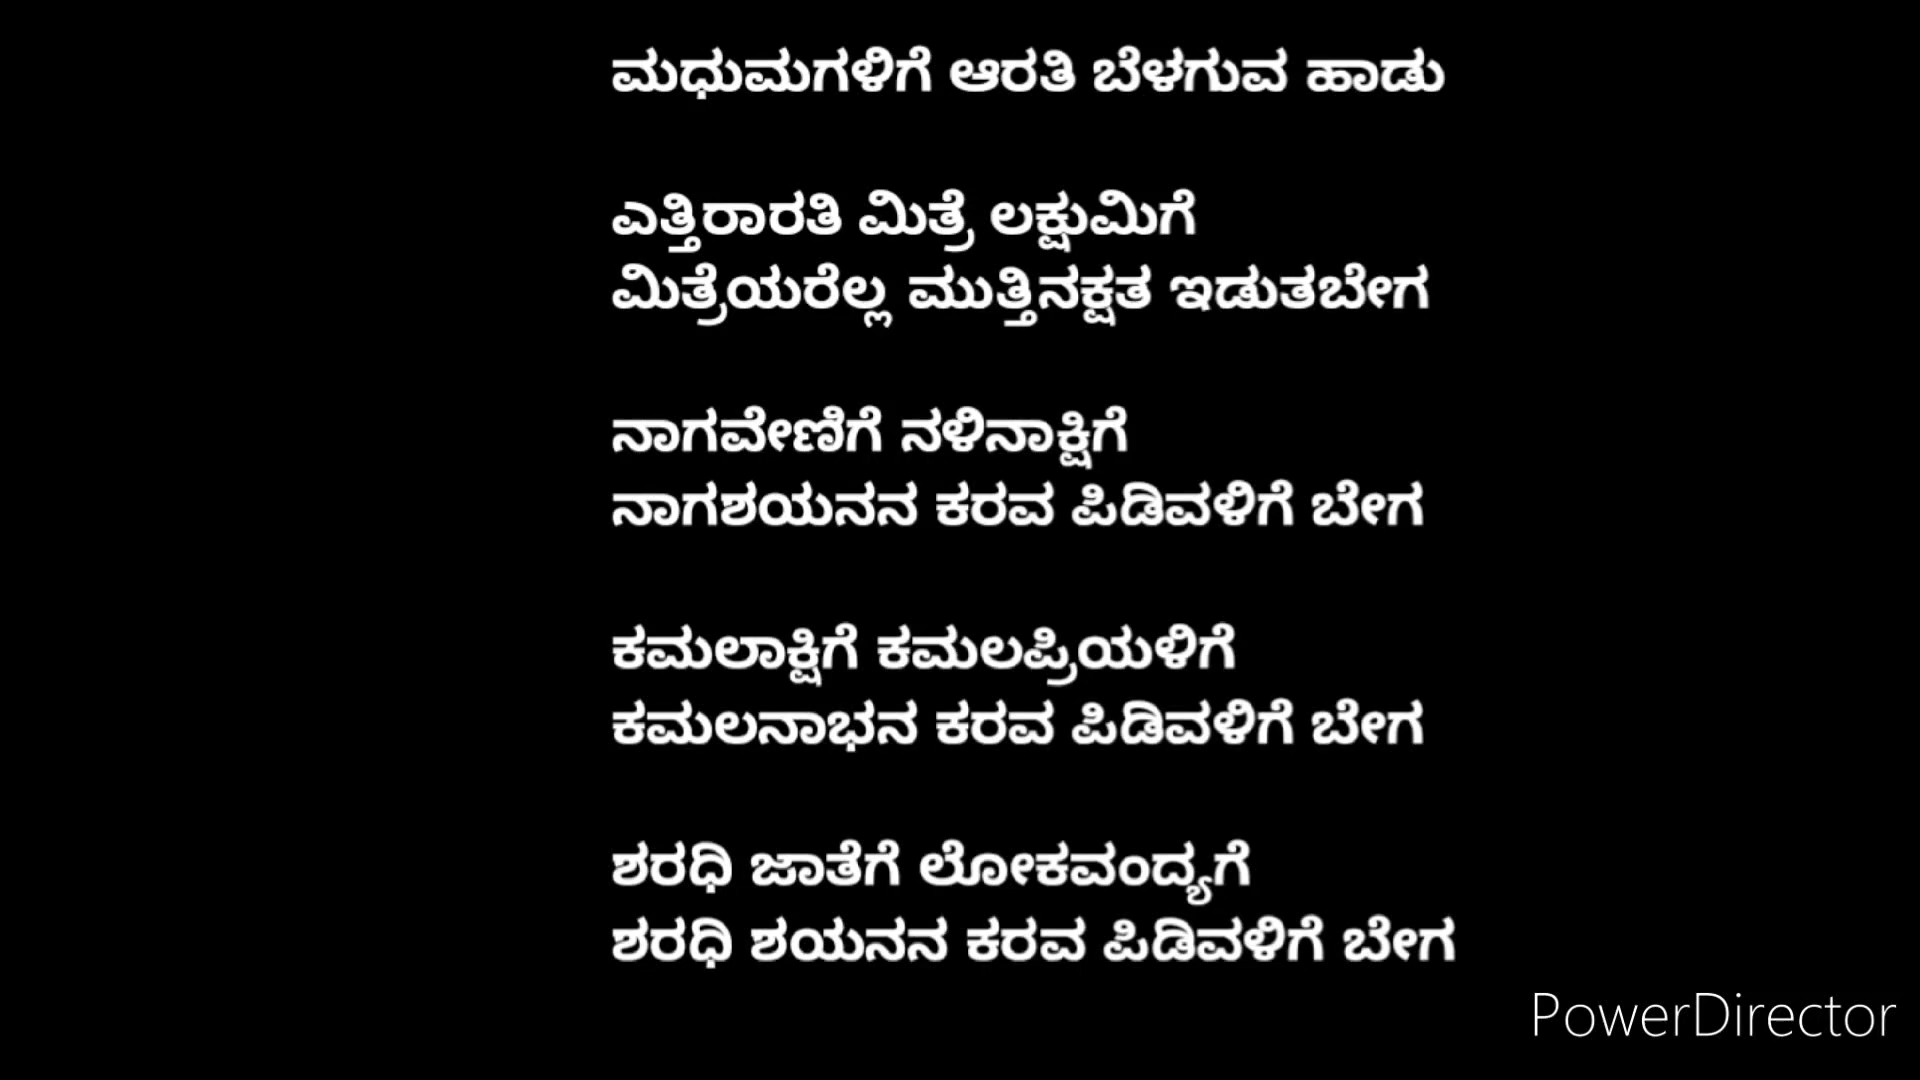 ಮಧುಮಗಳಿಗೆ ಆರತಿ ಬೆಳಗುವ ಹಾಡು
ಎತ್ತಿರಾರತಿ ಮಿತ್ರೆ ಲಕ್ಷುಮಿಗೆ
ಮಿತ್ರೆಯರೆಲ್ಲ ಮುತ್ತಿನಕ್ಷತ ಇಡುತಬೇಗ
ನಾಗವೇಣಿಗೆ ನಳಿನಾಕ್ಷಿಗೆ
ನಾಗಶಯನನ ಕರವ ಪಿಡಿವಳಿಗೆ ಬೇಗ
ಕಮಲಾಕ್ಷಿಗೆ ಕಮಲಪ್ರಿಯಳಿಗೆ
ಕಮಲನಾಭನ ಕರವ ಪಿಡಿವಳಿಗೆ ಬೇಗ
ಶರಧಿ ಜಾತೆಗೆ ಲೋಕವಂದ್ಯಗೆ
ಶರಧಿ ಶಯನನ ಕರವ ಪಿಡಿವಳಿಗೆ ಬೇಗ
PowerDirector